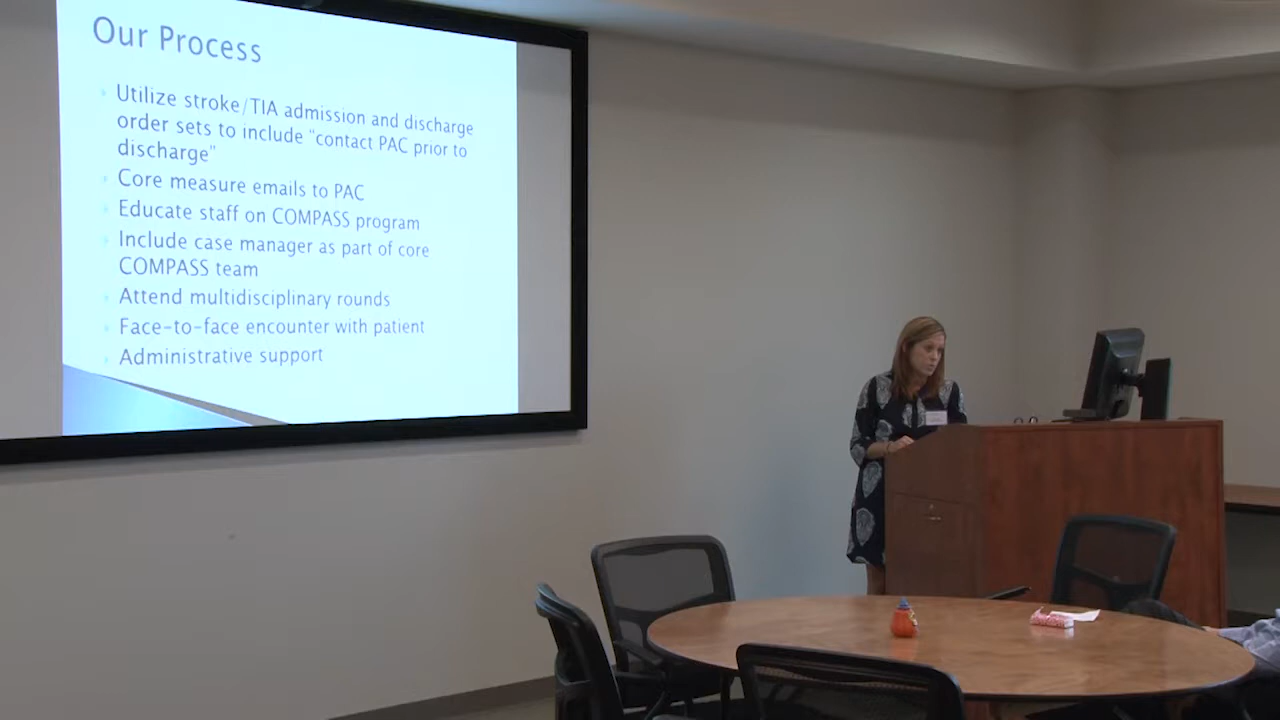 Our Process
Utilize stroke/TIA admission and discharge
order sets to include "contact PAC prior to
discharge"
Core measure emails to PAC
Educate staff on COMPASS program
Include case manager as part of core
COMPASS team
Attend multidisciplinary rounds
Face-to-face encounter with patient
Administrative support